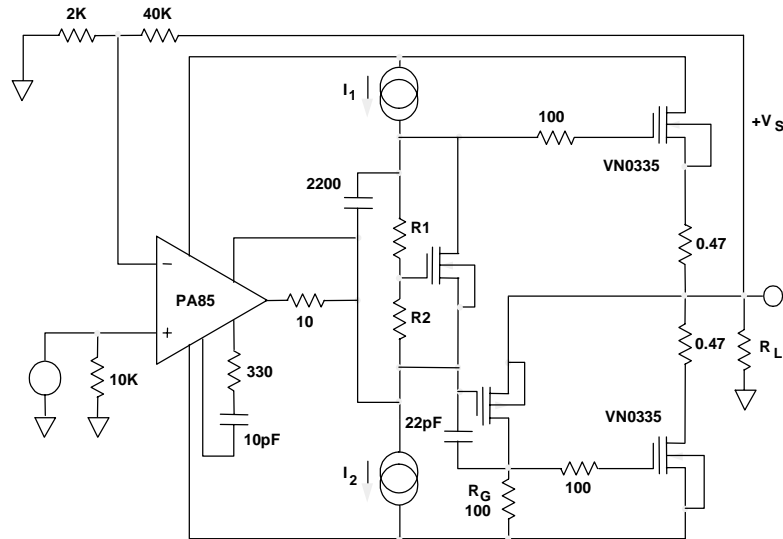 2K
40K
I1
100
+VS
VN0335
2200
R1
0.47
–
PA85
+
10
R2
0.47
RL
10K
330
10pF
22pF
VN0335
I2
RG
100
100